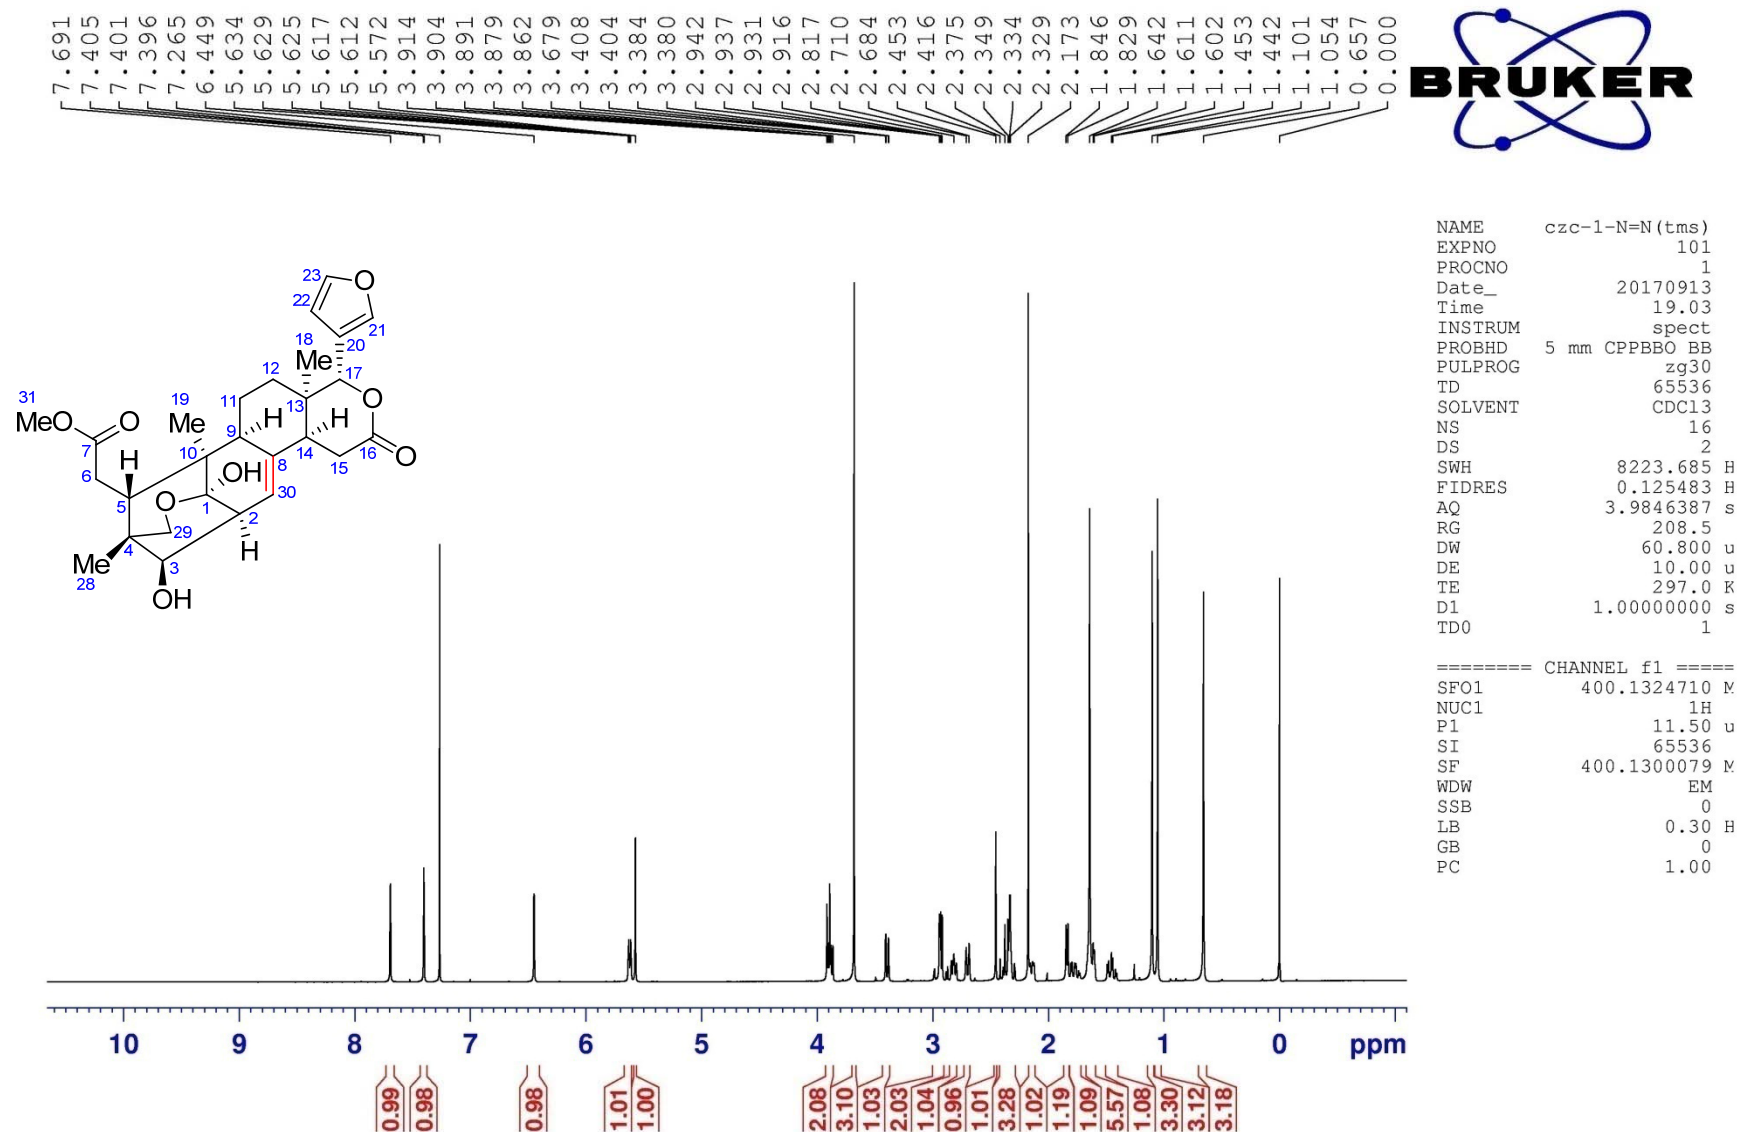 7.691
7.405
7.401
7.396
7.265
6.449
5.634
5.629
5.625
5.617
5.612
5.572
3.914
3.904
3.891
3.879
3.862
3.679
3.408
3.404
3.384
3.380
2.942
2.937
2.931
2.916
2.817
2.710
2.684
2.453
2.416
2.375
2.349
2.334
2.329
2.173
1.846
1.829
1.642
1.611
1.602
1.453
1.442
1.101
1.054
0.657
0.000
BRUKER
NAME czc-1-N=N(tms)
EXPNO 101
PROCNO 1
Date_ 20170913
Time 19.03
INSTRUM spect
PROBHD 5 mm CPPBBO BB
PULPROG zg30
TD 65536
SOLVENT CDCl3
NS 16
DS 2
SWH 8223.685 H
FIDRES 0.125483 H
AQ 3.9846387 s
RG 208.5
DW 60.800 u
DE 10.00 u
TE 297.0 K
D1 1.00000000 s
TD0 1
======== CHANNEL f1 =====
SFO1 400.1324710 M
NUC1 1H
P1 11.50 u
SI 65536
SF 400.1300079 M
WDW EM
SSB 0
LB 0.30 H
GB 0
PC 1.00
23 O
22
21
18 20
Me
12 17
31 19 11 13 O
MeO O Me H H
7 9
10 14 16 O
H OH 8 15
6
O 1 30
5 2
29
4 H
Me 3
28
OH
10 9 8 7 6 5 4 3 2 1 0 ppm
0.99
0.98
0.98
1.01
1.00
2.08
3.10
1.03
2.03
1.04
0.96
1.01
3.28
1.02
1.19
1.09
5.57
1.08
3.30
3.12
3.18